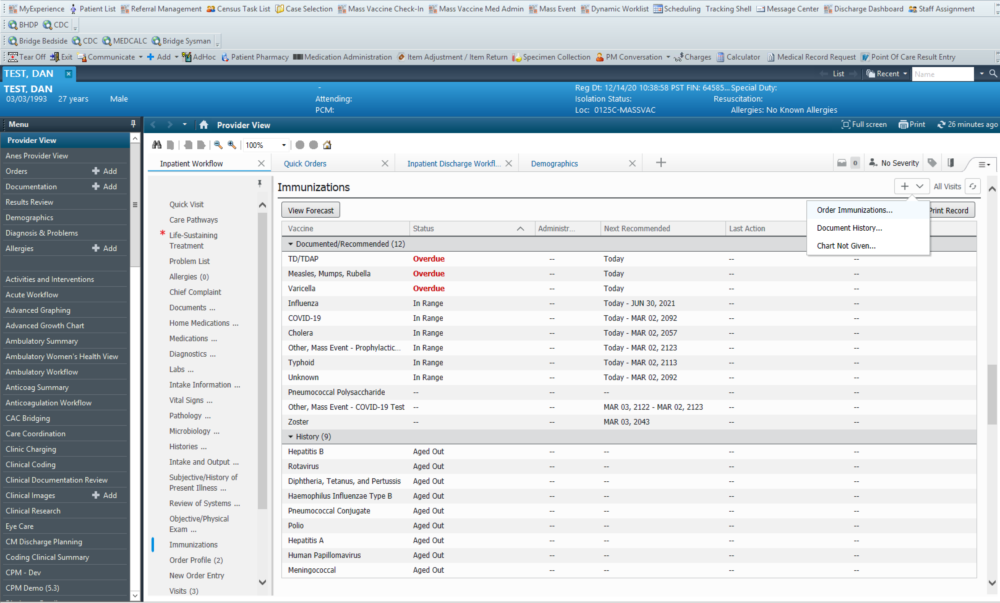 MyExperience Patient List Referral Management Census Task List Case Selection Mass Vaccine Check-In Mass Vaccine Med Admin Mass Event Dynamic Worklist Scheduling Tracking Shell Message Center Discharge Dashboard Staff Assignment
BHDP CDC
Bridge Bedside CDC MEDCALC Bridge Sysman
Tear Off Exit Communicate Add AdHoc Patient Pharmacy Medication Administration Item Adjustment / Item Return Specimen Collection PM Conversation Charges Calculator Medical Record Request Point Of Care Result Entry
TEST, DAN List Recent Name
TEST, DAN - Reg Dt: 12/14/20 10:38:58 PST FIN: 64585... Special Duty:
03/03/1993 27 years Male Attending: Isolation Status: Resuscitation:
PCM: Loc: 0125C-MASSVAC Allergies: No Known Allergies
Menu
Provider View
Anes Provider View
Orders Add
Documentation Add
Results Review
Demographics
Diagnosis & Problems
Allergies Add
Activities and Interventions
Acute Workflow
Advanced Graphing
Advanced Growth Chart
Ambulatory Summary
Ambulatory Women's Health View
Ambulatory Workflow
Anticoag Summary
Anticoagulation Workflow
CAC Bridging
Care Coordination
Clinic Charging
Clinical Coding
Clinical Documentation Review
Clinical Images Add
Clinical Research
Eye Care
CM Discharge Planning
Coding Clinical Summary
CPM - Dev
CPM Demo (5.3)
Provider View Full screen Print 26 minutes ago
100%
Inpatient Workflow Quick Orders Inpatient Discharge Workfl... Demographics 0 No Severity
Quick Visit
Care Pathways
* Life-Sustaining
Treatment
Problem List
Allergies (0)
Chief Complaint
Documents ...
Home Medications ...
Medications ...
Diagnostics ...
Labs ...
Intake Information ...
Vital Signs ...
Pathology ...
Microbiology ...
Histories ...
Intake and Output ...
Subjective/History of
Present Illness ...
Review of Systems ...
Objective/Physical
Exam ...
Immunizations
Order Profile (2)
New Order Entry
Visits (3)
Immunizations All Visits
View Forecast Print Record
Order Immunizations...
Document History...
Chart Not Given...
Vaccine Status Administr... Next Recommended Last Action
Documented/Recommended (12)
TD/TDAP Overdue -- Today -- --
Measles, Mumps, Rubella Overdue -- Today -- --
Varicella Overdue -- Today -- --
Influenza In Range -- Today - JUN 30, 2021 -- --
COVID-19 In Range -- Today - MAR 02, 2092 -- --
Cholera In Range -- Today - MAR 02, 2057 -- --
Other, Mass Event - Prophylactic... In Range -- Today - MAR 02, 2123 -- --
Typhoid In Range -- Today - MAR 02, 2113 -- --
Unknown In Range -- Today - MAR 02, 2092 -- --
Pneumococcal Polysaccharide -- -- -- -- --
Other, Mass Event - COVID-19 Test -- -- MAR 03, 2122 - MAR 02, 2123 -- --
Zoster -- -- MAR 03, 2043 -- --
History (9)
Hepatitis B Aged Out -- -- -- --
Rotavirus Aged Out -- -- -- --
Diphtheria, Tetanus, and Pertussis Aged Out -- -- -- --
Haemophilus Influenzae Type B Aged Out -- -- -- --
Pneumococcal Conjugate Aged Out -- -- -- --
Polio Aged Out -- -- -- --
Hepatitis A Aged Out -- -- -- --
Human Papillomavirus Aged Out -- -- -- --
Meningococcal Aged Out -- -- -- --